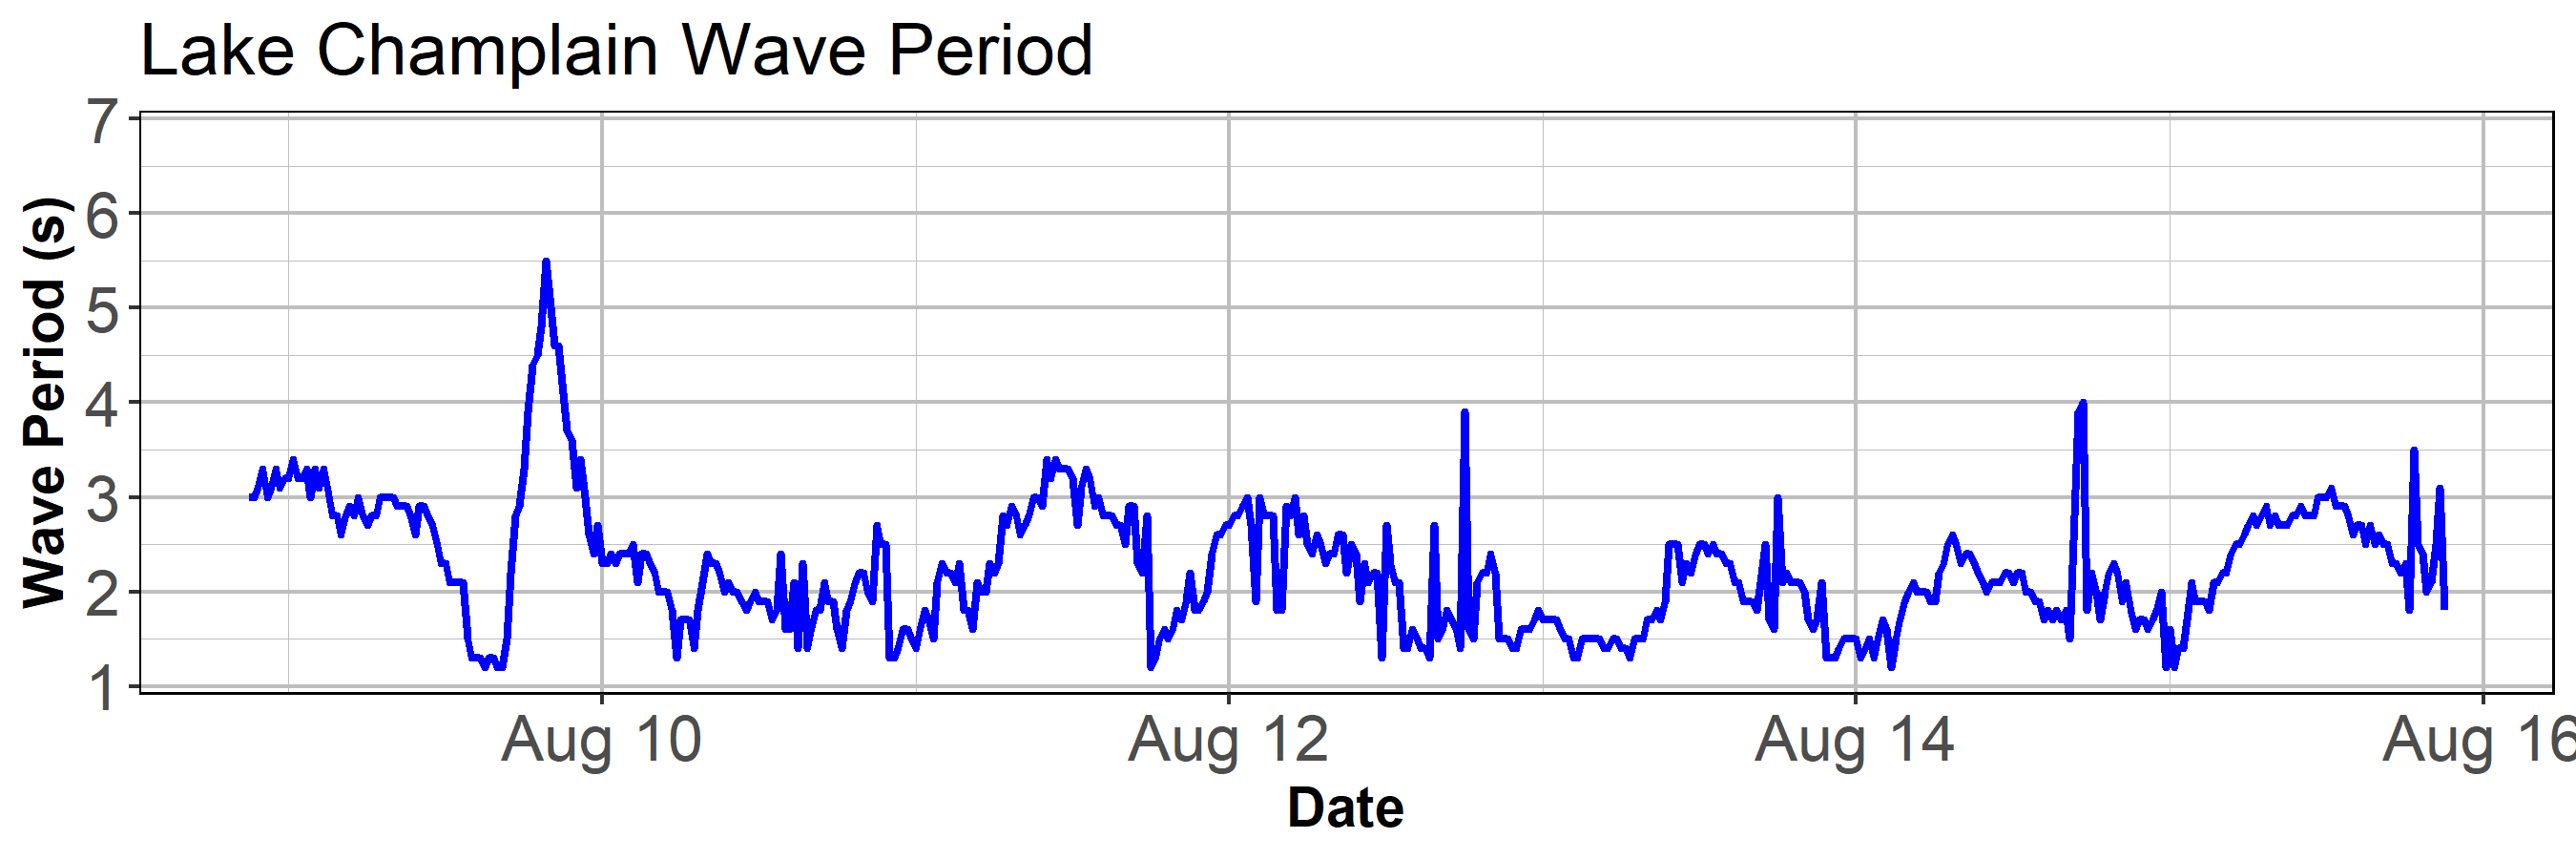 Lake Champlain Wave Period
Wave Period (s)
7
6
5
4
3
2
1
Aug 10
Aug 12
Aug 14
Aug 16
Date